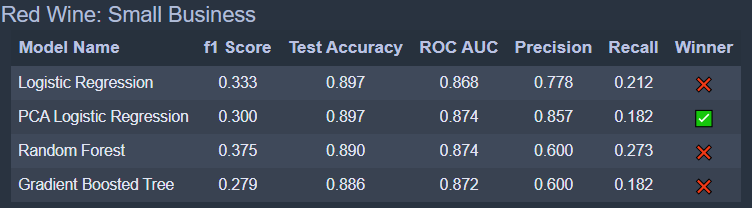 Red Wine: Small Business
Model Name f1 Score Test Accuracy ROC AUC Precision Recall Winner
Logistic Regression 0.333 0.897 0.868 0.778 0.212 ❌
PCA Logistic Regression 0.300 0.897 0.874 0.857 0.182 ✅
Random Forest 0.375 0.890 0.874 0.600 0.273 ❌
Gradient Boosted Tree 0.279 0.886 0.872 0.600 0.182 ❌